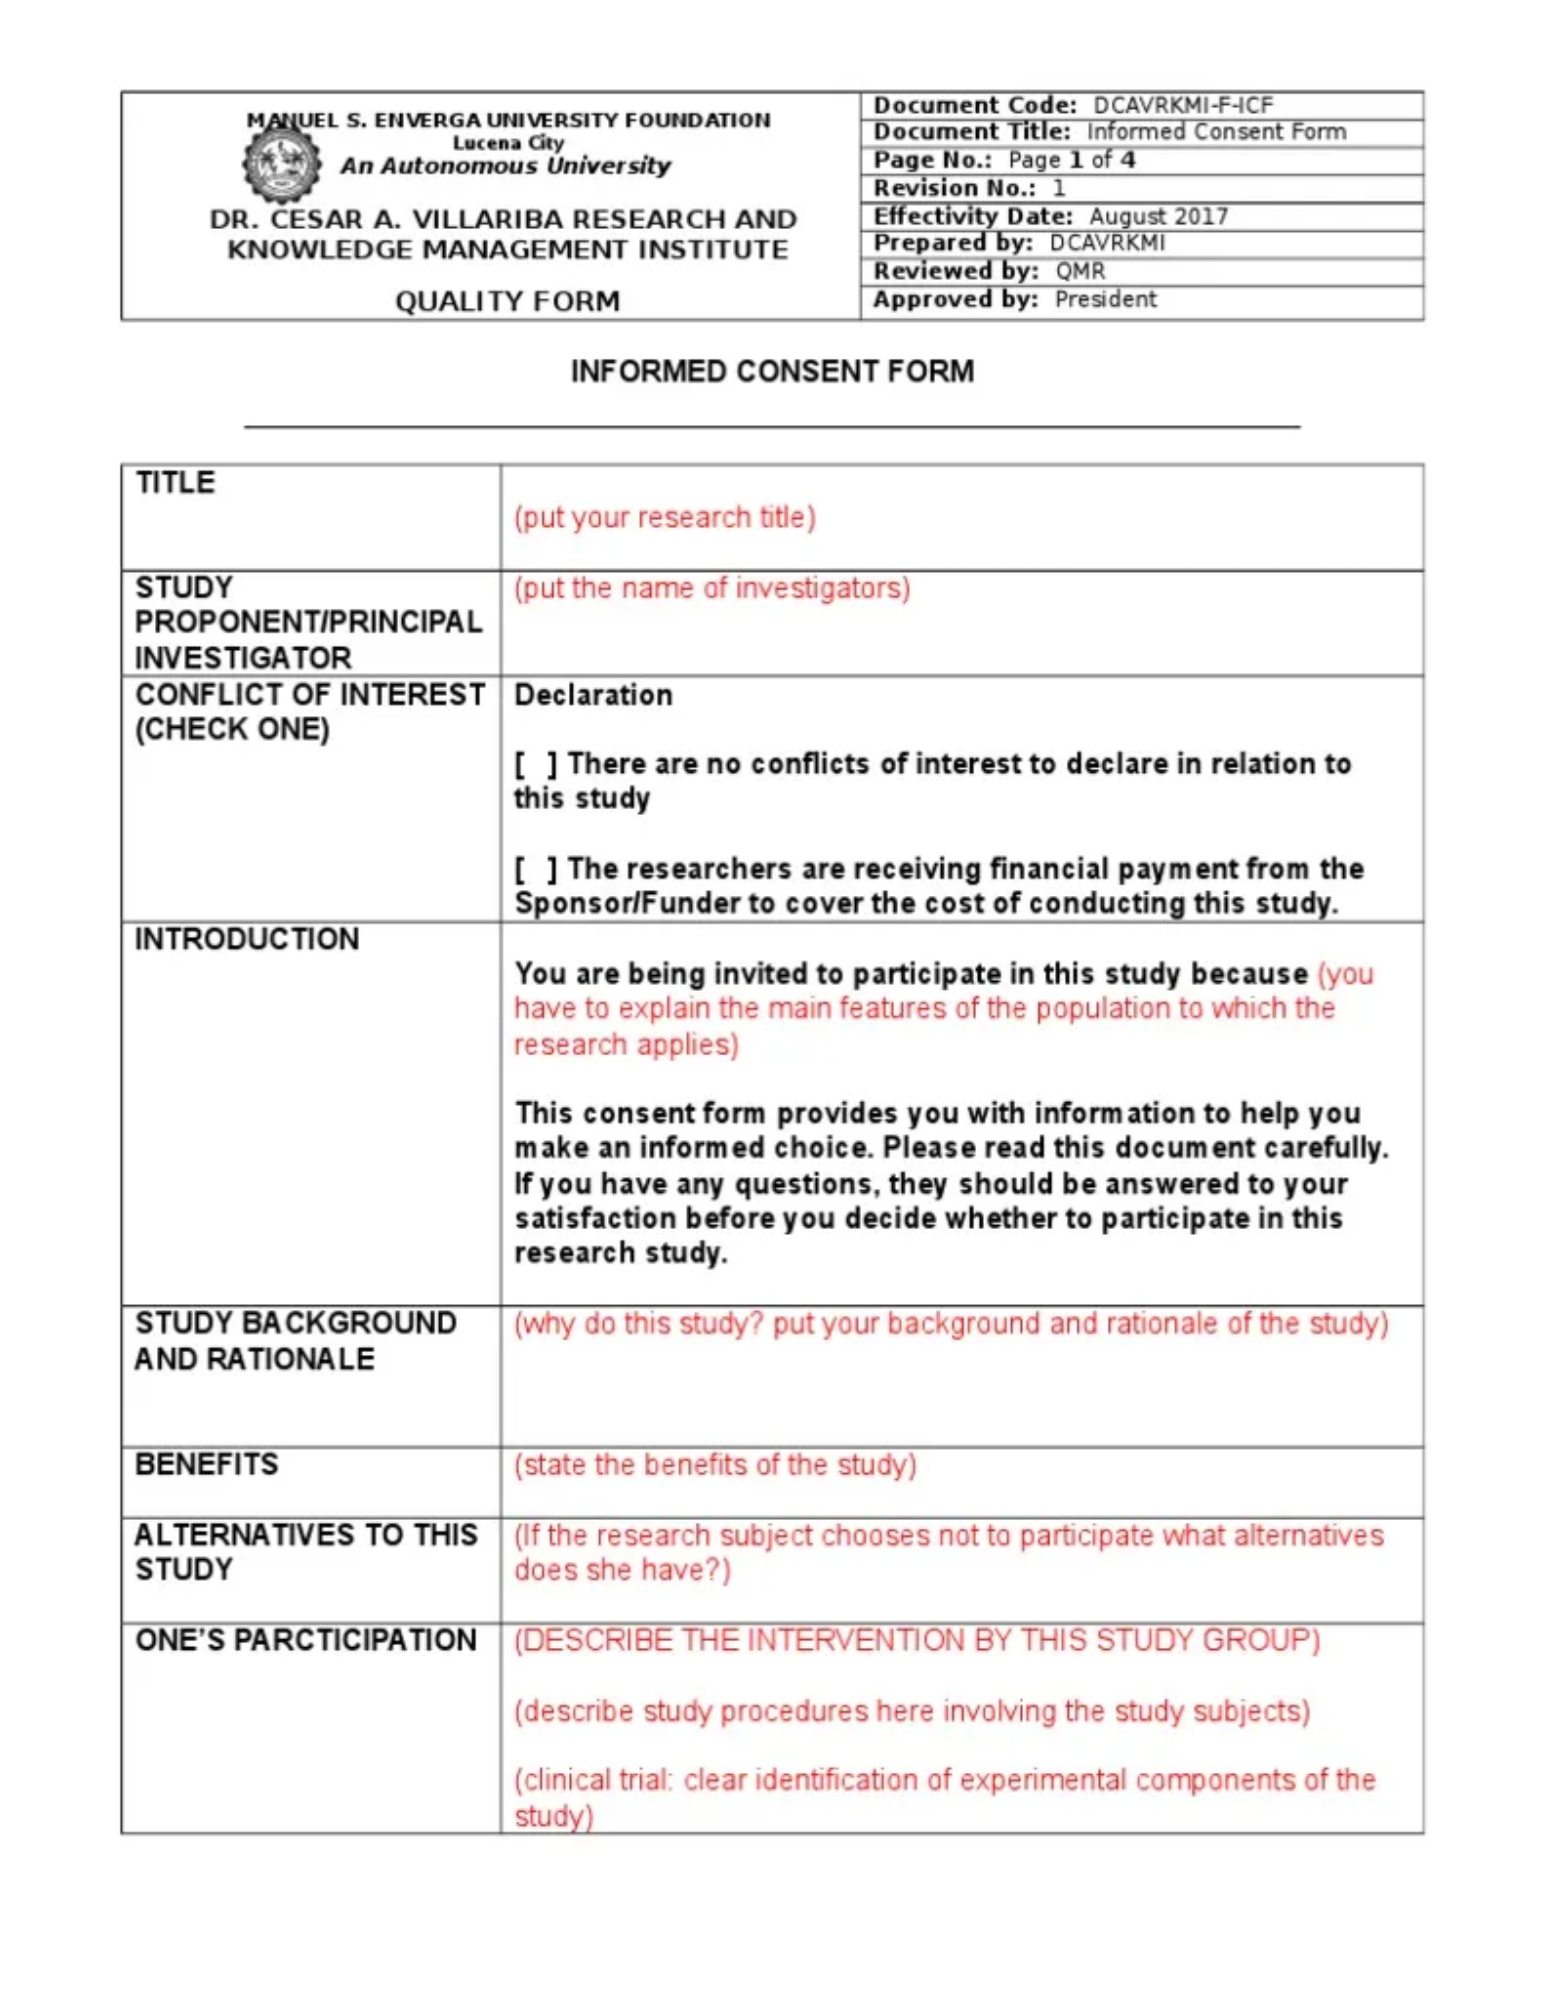 MANUEL S. ENVERGA UNIVERSITY FOUNDATION
Lucena City
An Autonomous University
DR. CESAR A. VILLARIBA RESEARCH AND
KNOWLEDGE MANAGEMENT INSTITUTE
QUALITY FORM
Document Code: DCAVRKMI-F-ICF
Document Title: Informed Consent Form
Page No.: Page 1 of 4
Revision No.: 1
Effectivity Date: August 2017
Prepared by: DCAVRKMI
Reviewed by: QMR
Approved by: President
INFORMED CONSENT FORM
TITLE
(put your research title)
STUDY
PROPONENT/PRINCIPAL
INVESTIGATOR
(put the name of investigators)
CONFLICT OF INTEREST
(CHECK ONE)
Declaration
[ ] There are no conflicts of interest to declare in relation to
this study
[ ] The researchers are receiving financial payment from the
Sponsor/Funder to cover the cost of conducting this study.
INTRODUCTION
You are being invited to participate in this study because (you
have to explain the main features of the population to which the
research applies)
This consent form provides you with information to help you
make an informed choice. Please read this document carefully.
If you have any questions, they should be answered to your
satisfaction before you decide whether to participate in this
research study.
STUDY BACKGROUND
AND RATIONALE
(why do this study? put your background and rationale of the study)
BENEFITS
(state the benefits of the study)
ALTERNATIVES TO THIS
STUDY
(If the research subject chooses not to participate what alternatives
does she have?)
ONE'S PARCTICIPATION
(DESCRIBE THE INTERVENTION BY THIS STUDY GROUP)
(describe study procedures here involving the study subjects)
(clinical trial: clear identification of experimental components of the
study)